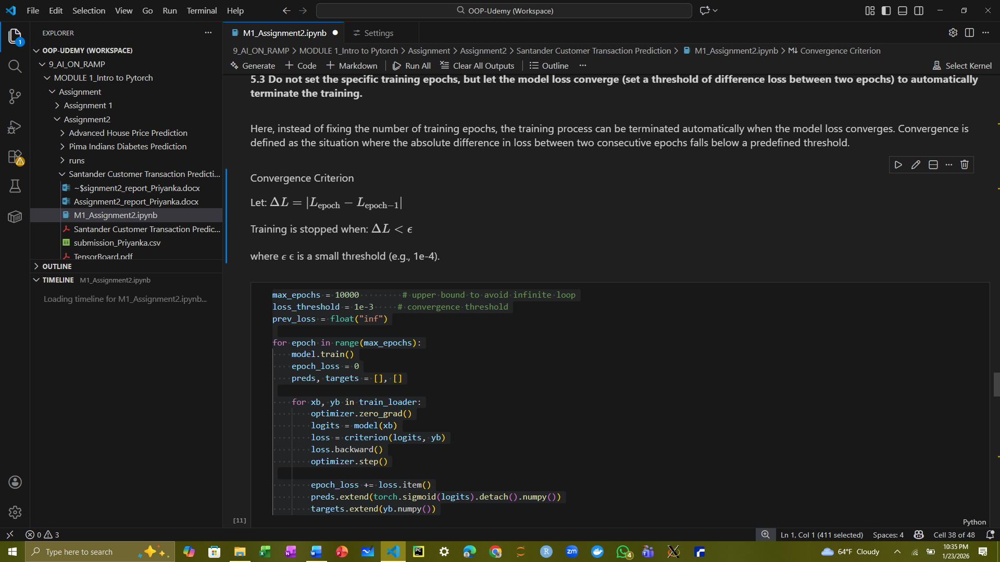 File Edit Selection View Go Run Terminal Help
OOP-Udemy (Workspace)
EXPLORER
1
OOP-UDEMY (WORKSPACE)
9_AI_ON_RAMP
MODULE 1_Intro to Pytorch
Assignment
Assignment 1
Assignment2
Advanced House Price Prediction
Pima Indians Diabetes Prediction
runs
Santander Customer Transaction Predicti...
~$signment2_report_Priyanka.docx
Assignment2_report_Priyanka.docx
M1_Assignment2.ipynb
Santander Customer Transaction Predic...
submission_Priyanka.csv
TensorBoard.pdf
OUTLINE
TIMELINE M1_Assignment2.ipynb
Loading timeline for M1_Assignment2.ipynb...
M1_Assignment2.ipynb
Settings
9_AI_ON_RAMP > MODULE 1_Intro to Pytorch > Assignment > Assignment2 > Santander Customer Transaction Prediction > M1_Assignment2.ipynb > M↓ Convergence Criterion
Generate + Code + Markdown | Run All Clear All Outputs | Outline ... Select Kernel
5.3 Do not set the specific training epochs, but let the model loss converge (set a threshold of difference loss between two epochs) to automatically
terminate the training.
Here, instead of fixing the number of training epochs, the training process can be terminated automatically when the model loss converges. Convergence is
defined as the situation where the absolute difference in loss between two consecutive epochs falls below a predefined threshold.
Convergence Criterion
Let: ΔL = |L_epoch − L_epoch−1|
Training is stopped when: ΔL < ϵ
where ϵ ϵ is a small threshold (e.g., 1e-4).
max_epochs = 10000         # upper bound to avoid infinite loop
loss_threshold = 1e-3     # convergence threshold
prev_loss = float("inf")
for epoch in range(max_epochs):
    model.train()
    epoch_loss = 0
    preds, targets = [], []
    for xb, yb in train_loader:
        optimizer.zero_grad()
        logits = model(xb)
        loss = criterion(logits, yb)
        loss.backward()
        optimizer.step()
        epoch_loss += loss.item()
        preds.extend(torch.sigmoid(logits).detach().numpy())
        targets.extend(yb.numpy())
[11]
Python
0 3
Ln 1, Col 1 (411 selected) Spaces: 4 Cell 38 of 48
Type here to search
PC
R
zm
4
64°F Cloudy
10:35 PM
1/23/2026